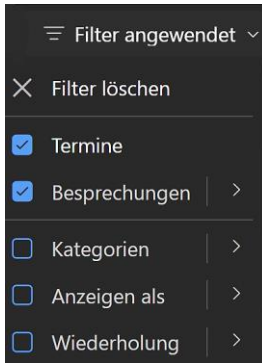 Filter angewendet
Filter löschen
Termine
Besprechungen
Kategorien
Anzeigen als
Wiederholung